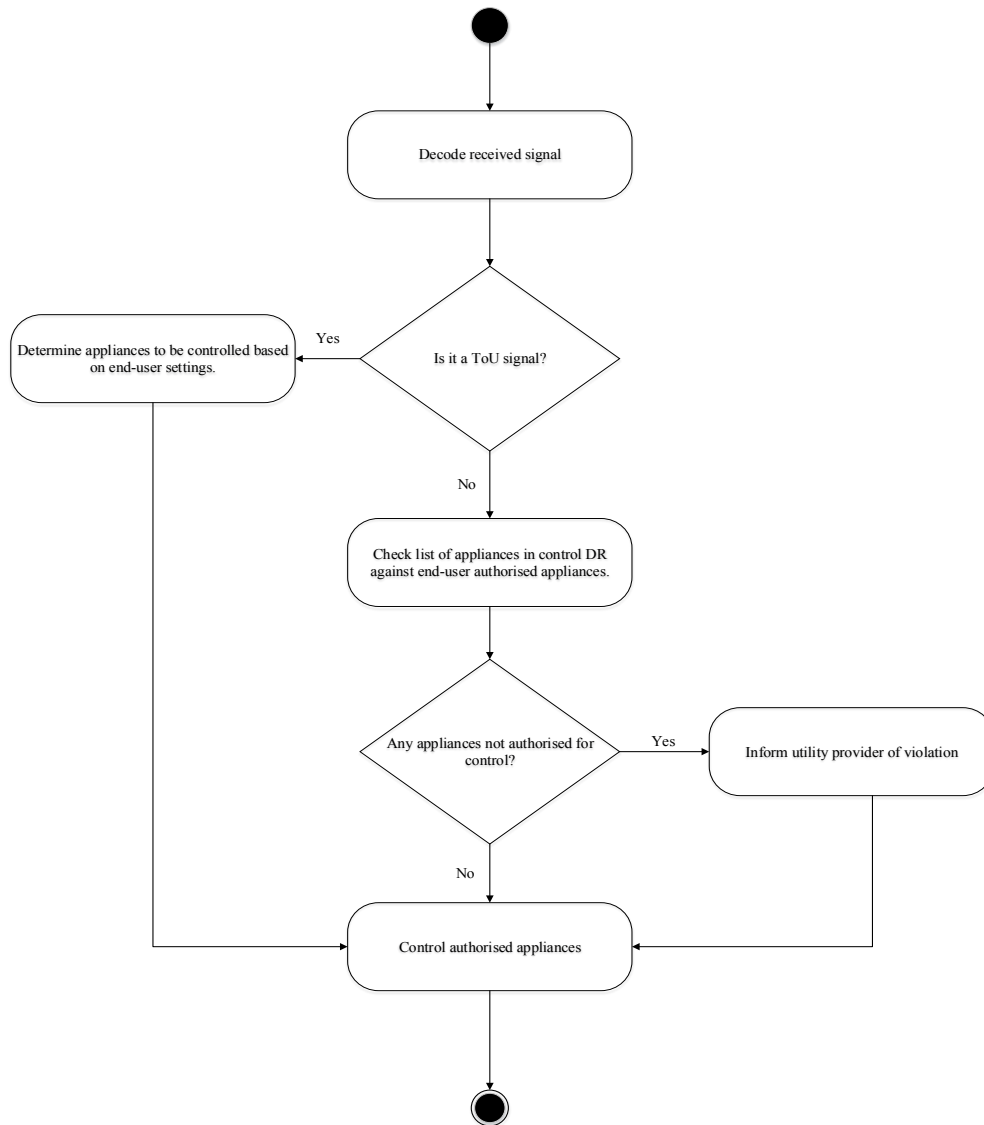 Decode received signal
Yes
Determine appliances to be controlled based
on end-user settings.
Is it a ToU signal?
No
Check list of appliances in control DR
against end-user authorised appliances.
Any appliances not authorised for
control?
Yes
Inform utility provider of violation
No
Control authorised appliances